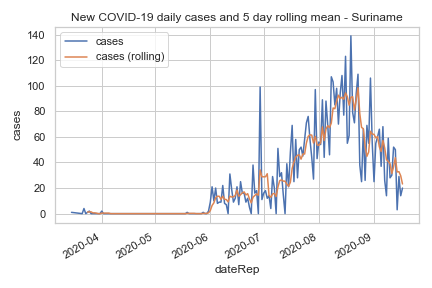 New COVID-19 daily cases and 5 day rolling mean - Suriname
cases
cases (rolling)
140
120
100
80
60
40
20
0
cases
2020-04
2020-05
2020-06
2020-07
2020-08
2020-09
dateRep